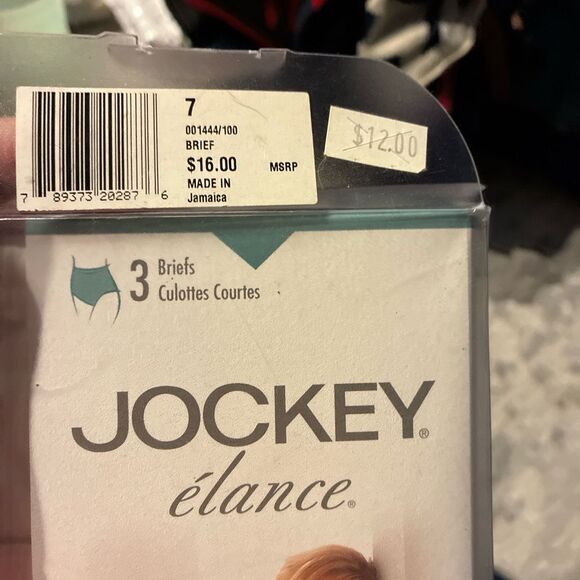 7
001444/100
BRIEF
$16.00 MSRP
MADE IN
Jamaica
7 89373 20287 6
$12.00
3 Briefs
Culottes Courtes
JOCKEY®
élance®